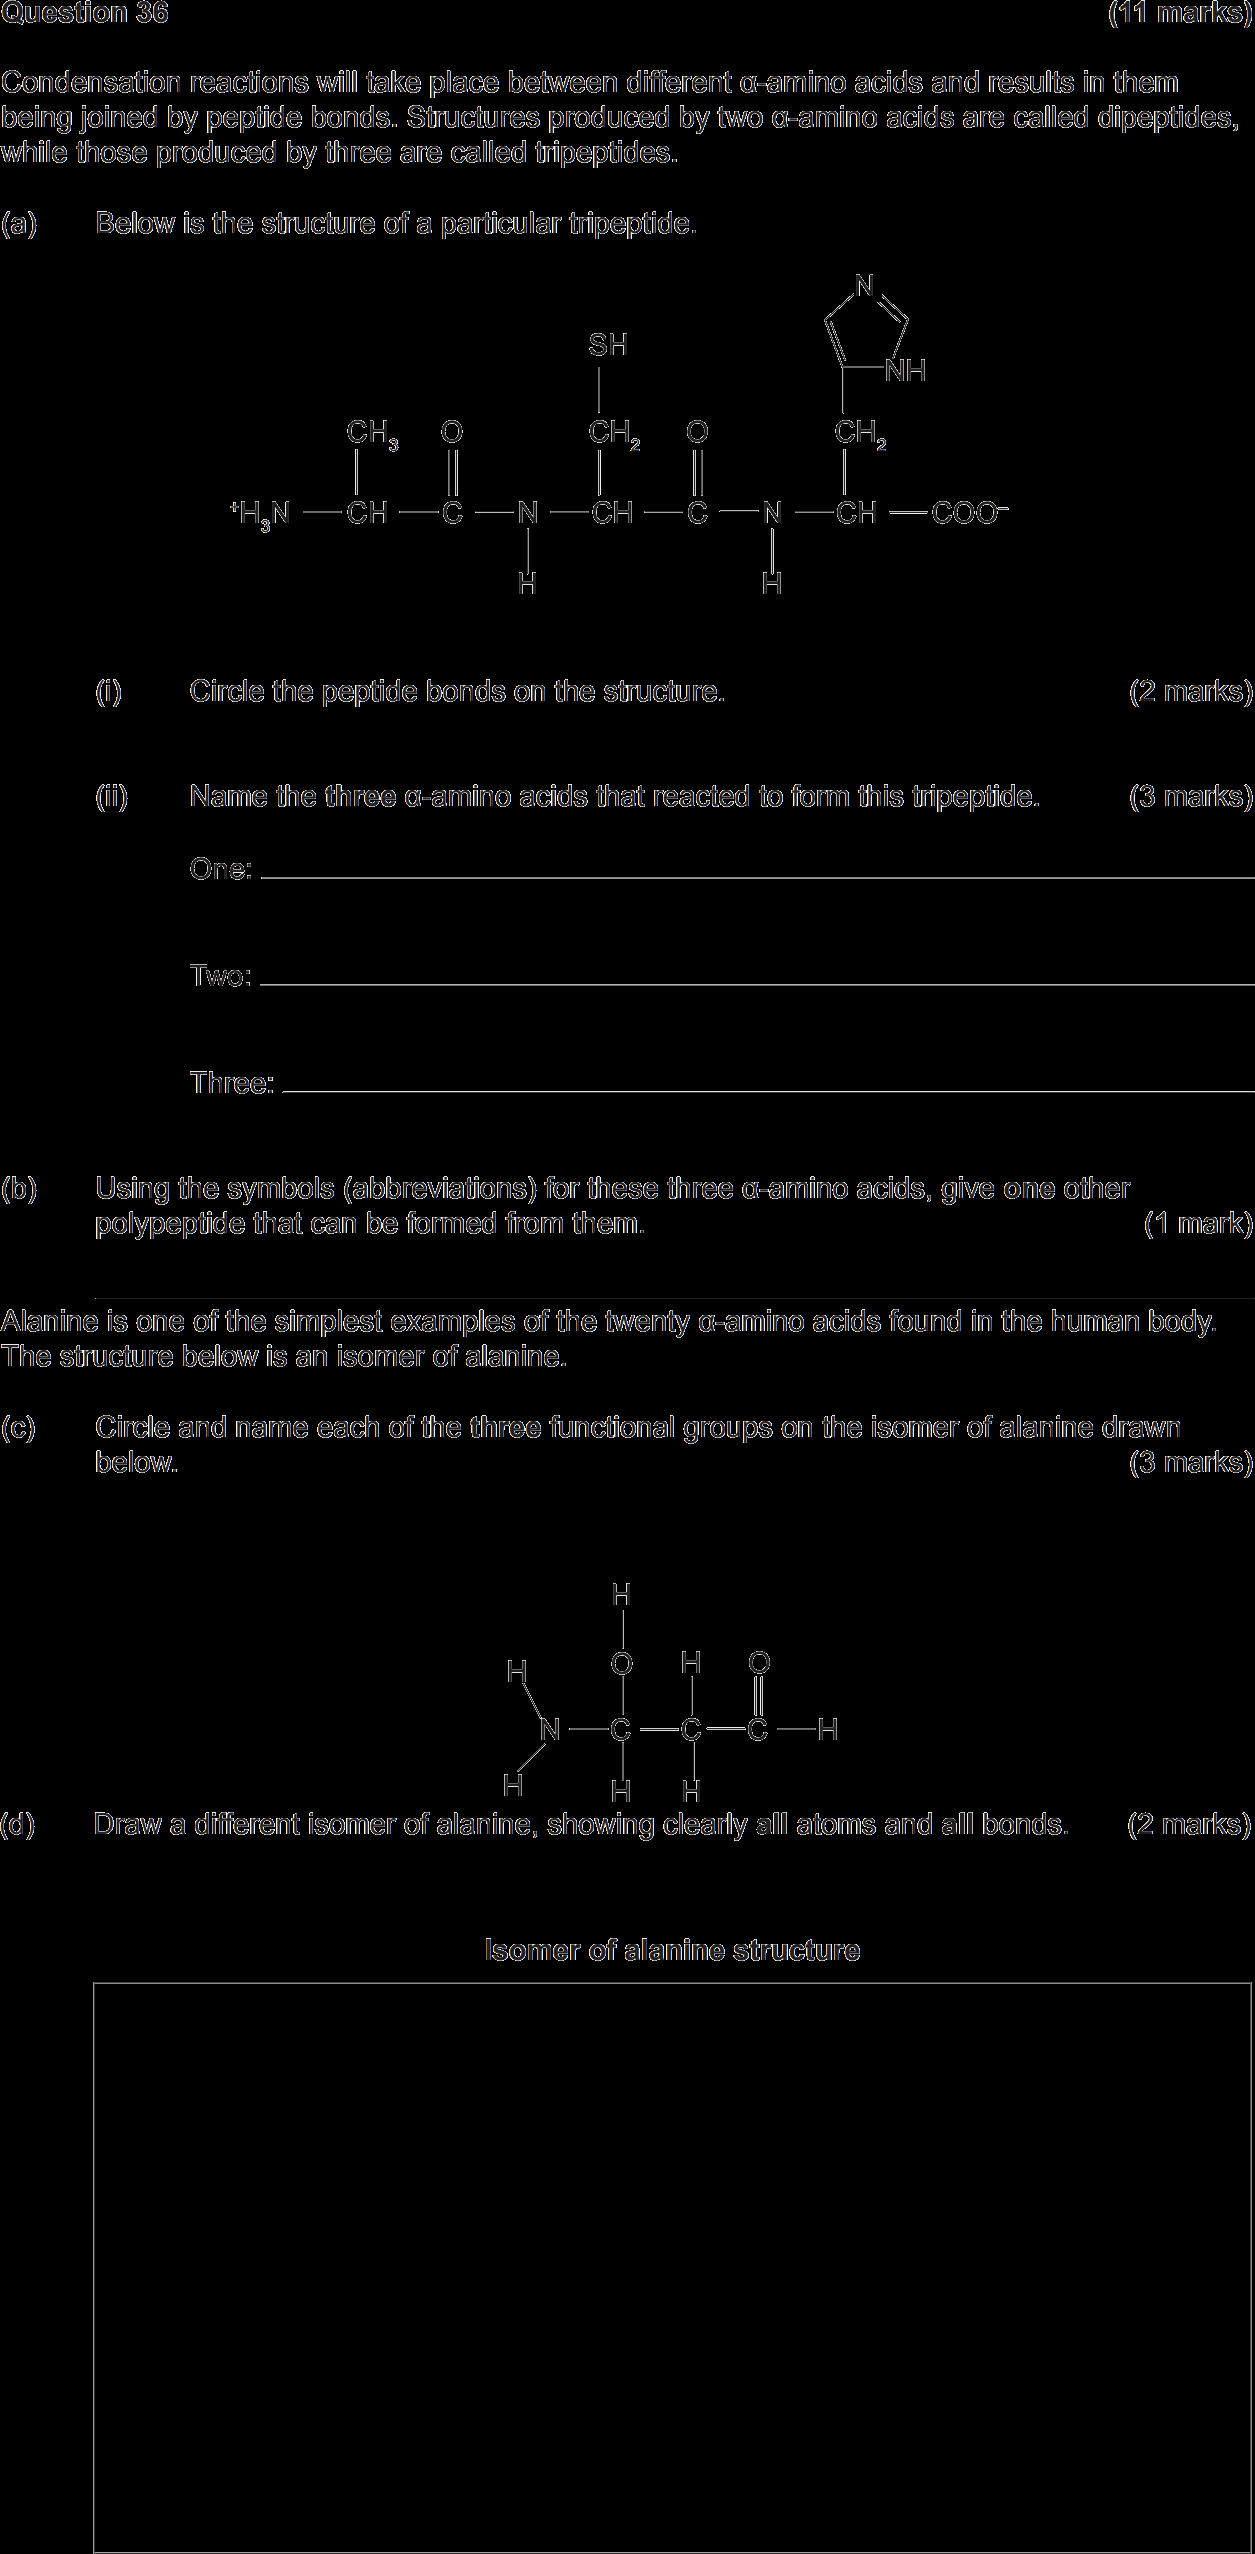 Question 36 (11 marks)
Condensation reactions will take place between different α-amino acids and results in them
being joined by peptide bonds. Structures produced by two α-amino acids are called dipeptides,
while those produced by three are called tripeptides.
(a) Below is the structure of a particular tripeptide.
N
SH
NH
CH3 O CH2 O CH2
+H3N CH C N CH C N CH COO–
H H
(i) Circle the peptide bonds on the structure. (2 marks)
(ii) Name the three α-amino acids that reacted to form this tripeptide. (3 marks)
One:
Two:
Three:
(b) Using the symbols (abbreviations) for these three α-amino acids, give one other
polypeptide that can be formed from them. (1 mark)
Alanine is one of the simplest examples of the twenty α-amino acids found in the human body.
The structure below is an isomer of alanine.
(c) Circle and name each of the three functional groups on the isomer of alanine drawn
below. (3 marks)
H
H O H O
N C C C H
H H H
(d) Draw a different isomer of alanine, showing clearly all atoms and all bonds. (2 marks)
Isomer of alanine structure